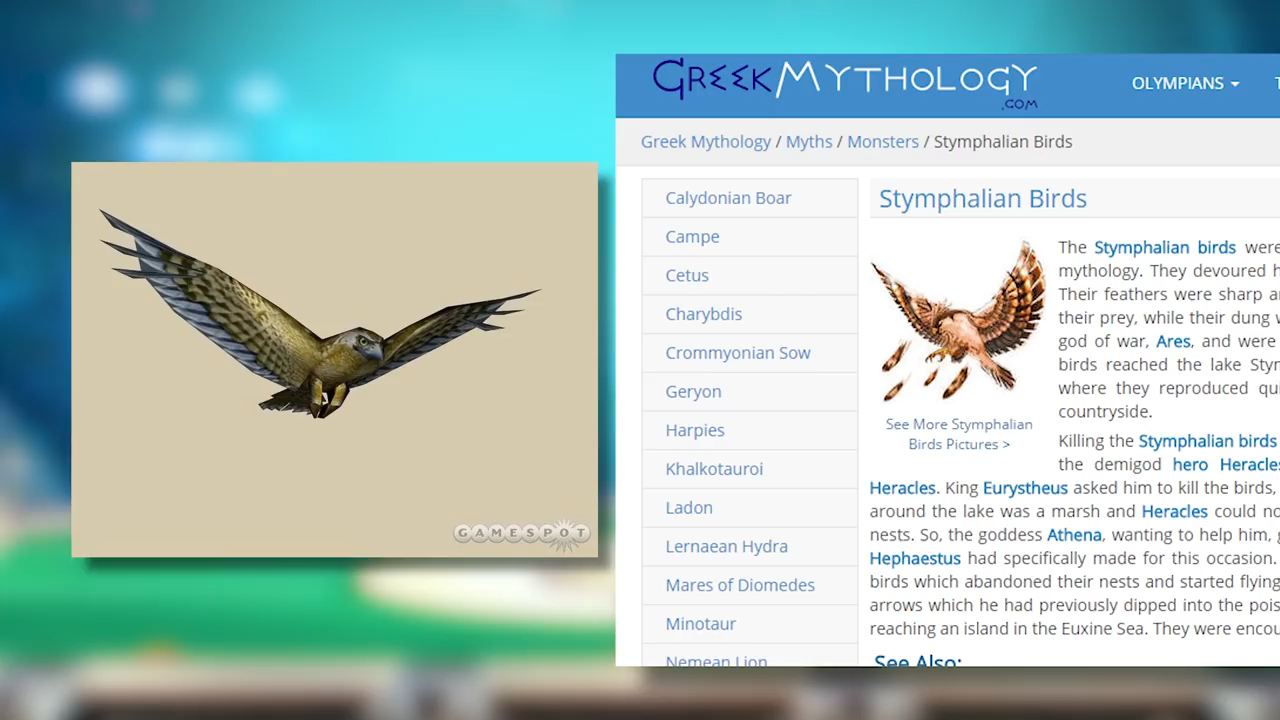 GREEKMYTHOLOGY
.COM
OLYMPIANS
Greek Mythology / Myths / Monsters / Stymphalian Birds
Calydonian Boar
Campe
Cetus
Charybdis
Crommyonian Sow
Geryon
Harpies
Khalkotauroi
Ladon
Lernaean Hydra
Mares of Diomedes
Minotaur
Nemean Lion
Stymphalian Birds
See More Stymphalian
Birds Pictures >
The Stymphalian birds were
mythology. They devoured
Their feathers were sharp
their prey, while their dung
god of war, Ares, and were
birds reached the lake
where they reproduced
countryside.
Killing the Stymphalian birds
the demigod hero Heracles
Heracles. King Eurystheus asked him to kill the birds,
around the lake was a marsh and Heracles could
nests. So, the goddess Athena, wanting to help him,
Hephaestus had specifically made for this occasion.
birds which abandoned their nests and started flying
arrows which he had previously dipped into the
reaching an island in the Euxine Sea. They were
See Also:
GAMESPOT